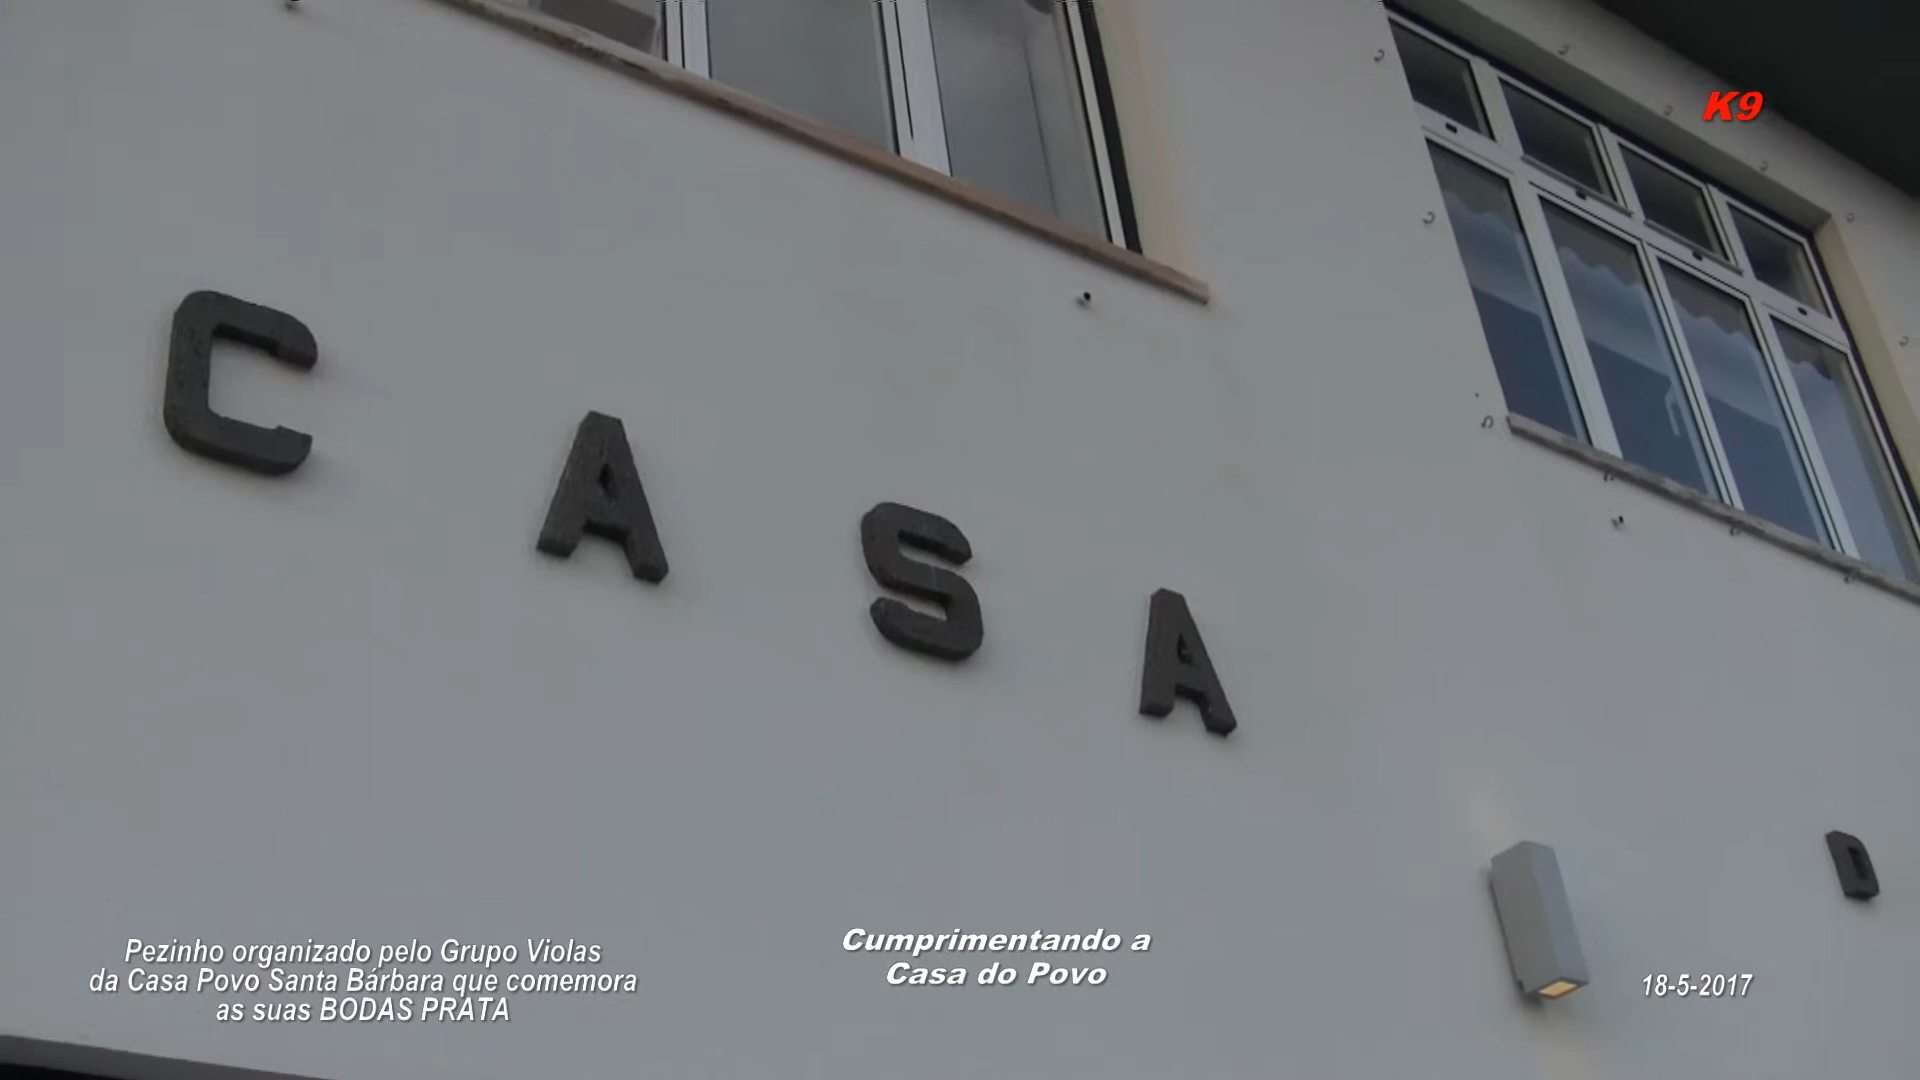 K9
CASA D
Pezinho organizado pelo Grupo Violas
da Casa Povo Santa Bárbara que comemora
as suas BODAS PRATA
Cumprimentando a
Casa do Povo
18-5-2017